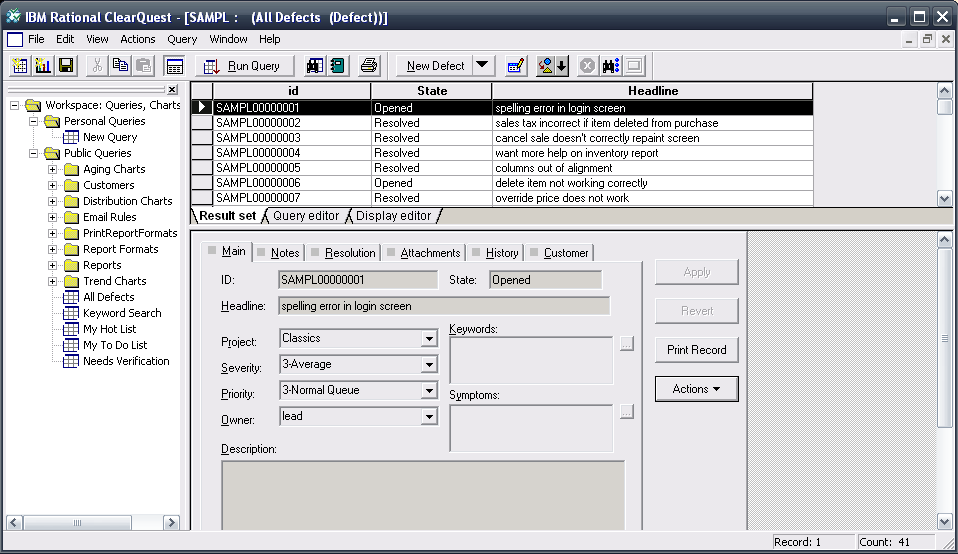 IBM Rational ClearQuest - [SAMPL :   (All Defects  (Defect))]
File Edit View Actions Query Window Help
Run Query New Defect
Workspace: Queries, Charts
Personal Queries
New Query
Public Queries
Aging Charts
Customers
Distribution Charts
Email Rules
PrintReportFormats
Report Formats
Reports
Trend Charts
All Defects
Keyword Search
My Hot List
My To Do List
Needs Verification
id State Headline
SAMPL00000001 Opened spelling error in login screen
SAMPL00000002 Resolved sales tax incorrect if item deleted from purchase
SAMPL00000003 Resolved cancel sale doesn't correctly repaint screen
SAMPL00000004 Resolved want more help on inventory report
SAMPL00000005 Resolved columns out of alignment
SAMPL00000006 Opened delete item not working correctly
SAMPL00000007 Resolved override price does not work
Result set Query editor Display editor
Main Notes Resolution Attachments History Customer
ID: SAMPL00000001 State: Opened
Headline: spelling error in login screen
Project: Classics
Severity: 3-Average
Priority: 3-Normal Queue
Owner: lead
Keywords:
...
Symptoms:
...
Description:
Apply
Revert
Print Record
Actions
Record: 1 Count: 41